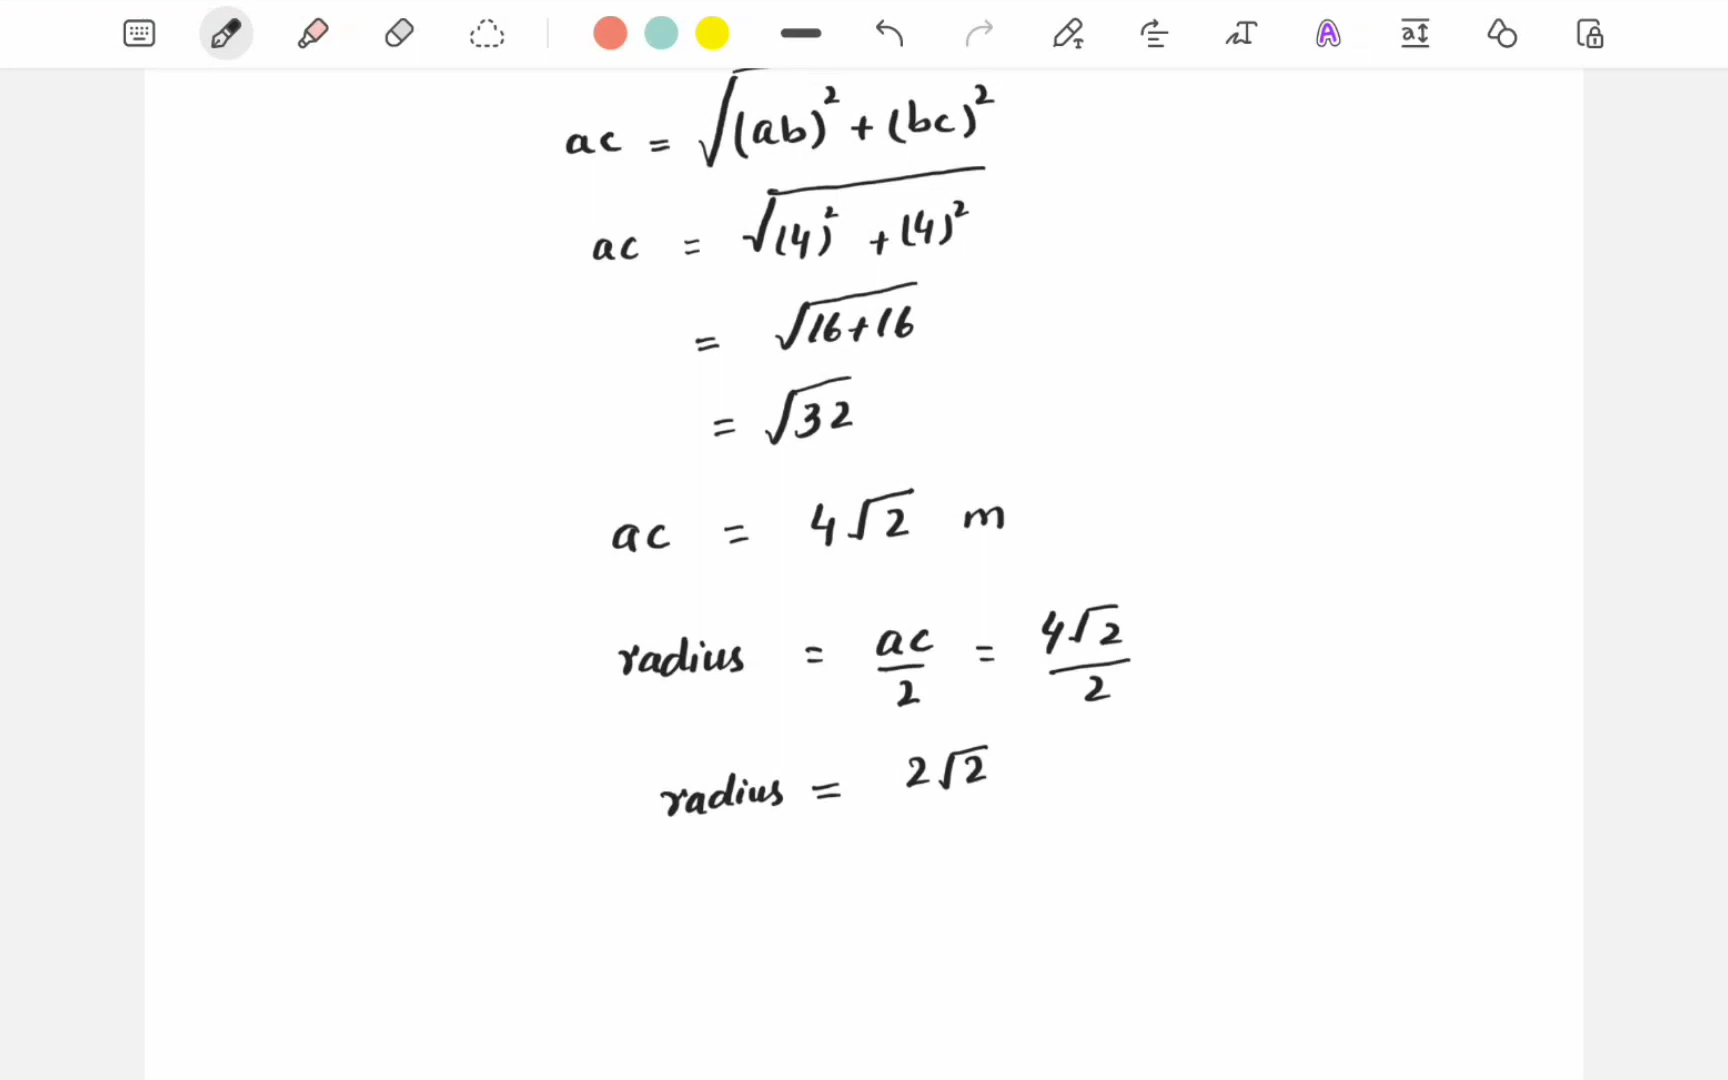 ac = √(ab)² + (bc)²
ac = √(4)² + (4)²
= √16+16
= √32
ac = 4√2 m
radius = ac/2 = 4√2/2
radius = 2√2